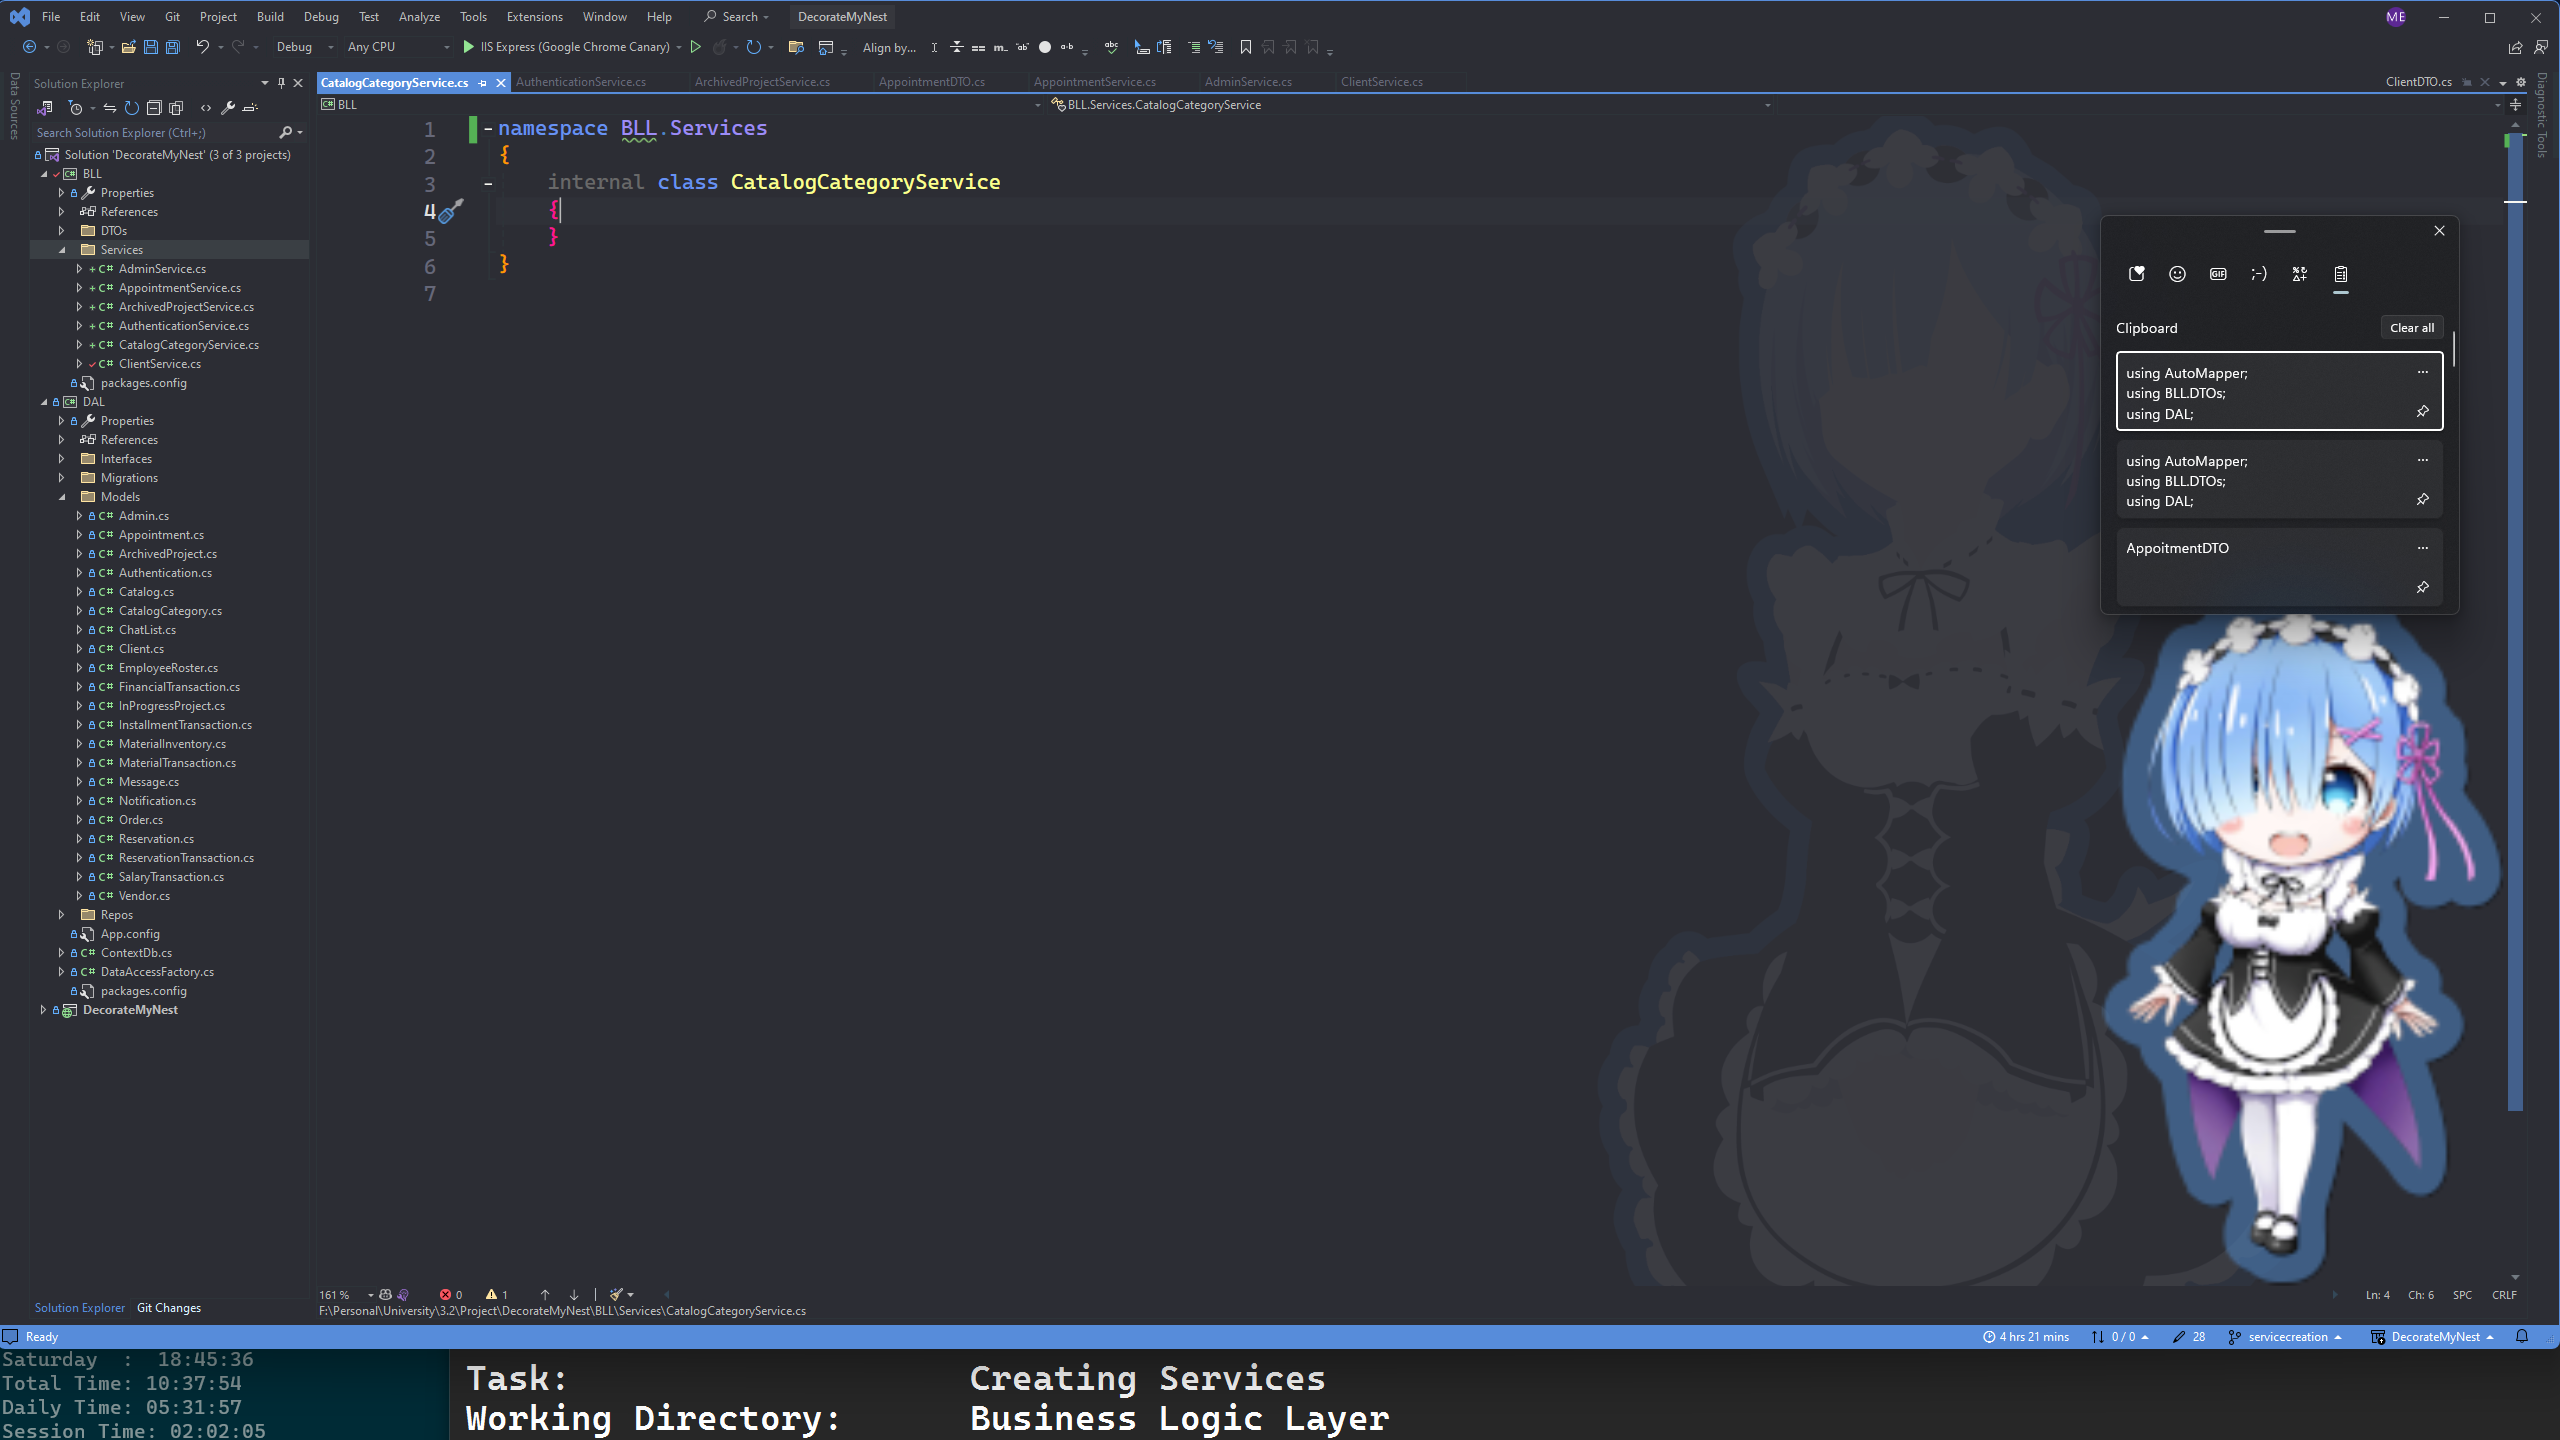 File Edit View Git Project Build Debug Test Analyze Tools Extensions Window Help Search DecorateMyNest ME
Debug Any CPU IIS Express (Google Chrome Canary) Align by...
Data Sources
Solution Explorer
Search Solution Explorer (Ctrl+;)
Solution 'DecorateMyNest' (3 of 3 projects)
BLL
Properties
References
DTOs
Services
AdminService.cs
AppointmentService.cs
ArchivedProjectService.cs
AuthenticationService.cs
CatalogCategoryService.cs
ClientService.cs
packages.config
DAL
Properties
References
Interfaces
Migrations
Models
Admin.cs
Appointment.cs
ArchivedProject.cs
Authentication.cs
Catalog.cs
CatalogCategory.cs
ChatList.cs
Client.cs
EmployeeRoster.cs
FinancialTransaction.cs
InProgressProject.cs
InstallmentTransaction.cs
MaterialInventory.cs
MaterialTransaction.cs
Message.cs
Notification.cs
Order.cs
Reservation.cs
ReservationTransaction.cs
SalaryTransaction.cs
Vendor.cs
Repos
App.config
ContextDb.cs
DataAccessFactory.cs
packages.config
DecorateMyNest
Solution Explorer Git Changes
CatalogCategoryService.cs AuthenticationService.cs ArchivedProjectService.cs AppointmentDTO.cs AppointmentService.cs AdminService.cs ClientService.cs ClientDTO.cs
BLL BLL.Services.CatalogCategoryService
1 namespace BLL.Services
2 {
3 internal class CatalogCategoryService
4 {
5 }
6 }
7
Diagnostic Tools
GIF ;-)
Clipboard Clear all
using AutoMapper;
using BLL.DTOs;
using DAL;
using AutoMapper;
using BLL.DTOs;
using DAL;
AppoitmentDTO
161 % 0 1 Ln: 4 Ch: 6 SPC CRLF
F:\Personal\University\3.2\Project\DecorateMyNest\BLL\Services\CatalogCategoryService.cs
Ready 4 hrs 21 mins 0 / 0 28 servicecreation DecorateMyNest
Saturday : 18:45:36
Total Time: 10:37:54
Daily Time: 05:31:57
Session Time: 02:02:05
Task: Creating Services
Working Directory: Business Logic Layer